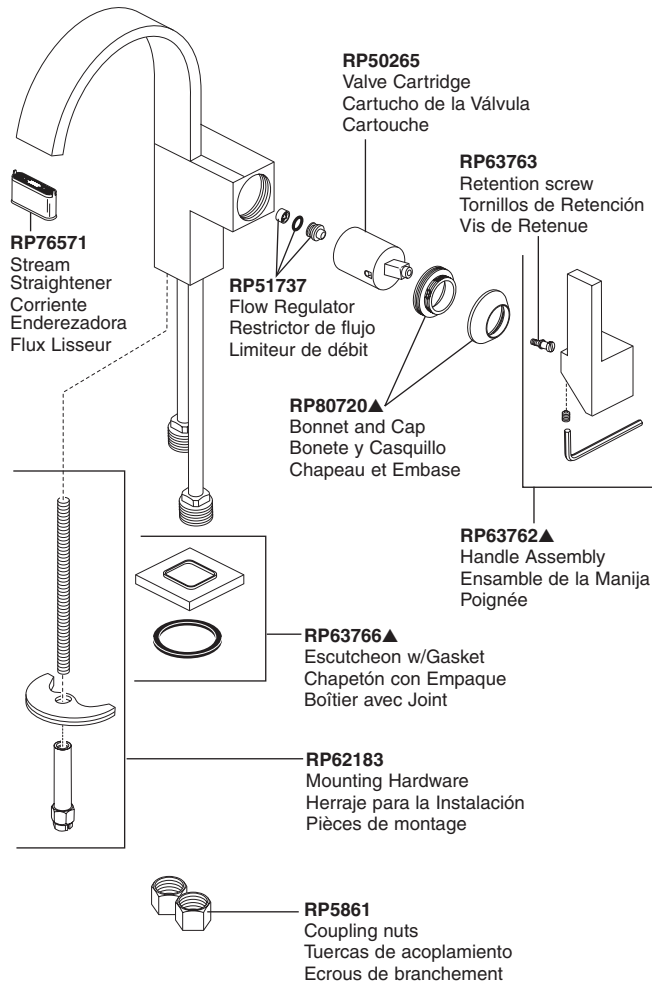 RP50265
Valve Cartridge
Cartucho de la Válvula
Cartouche
RP63763
Retention screw
Tornillos de Retención
Vis de Retenue
RP76571
Stream
Straightener
Corriente
Enderezadora
Flux Lisseur
RP51737
Flow Regulator
Restrictor de flujo
Limiteur de débit
RP80720▲
Bonnet and Cap
Bonete y Casquillo
Chapeau et Embase
RP63762▲
Handle Assembly
Ensamble de la Manija
Poignée
RP63766▲
Escutcheon w/Gasket
Chapetón con Empaque
Boîtier avec Joint
RP62183
Mounting Hardware
Herraje para la Instalación
Pièces de montage
RP5861
Coupling nuts
Tuercas de acoplamiento
Ecrous de branchement